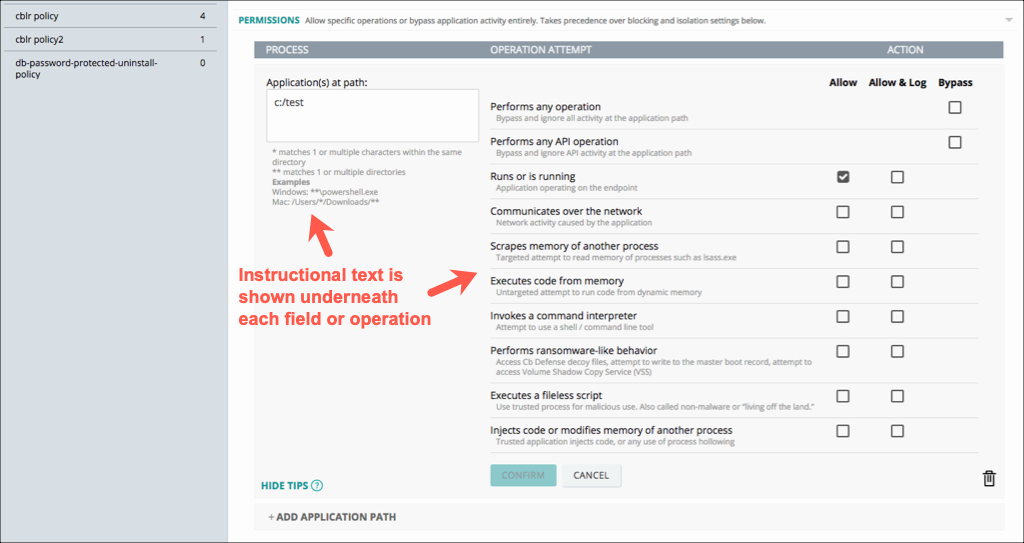 cblr policy 4
cblr policy2 1
db-password-protected-uninstall- 0
policy
PERMISSIONS Allow specific operations or bypass application activity entirely. Takes precedence over blocking and isolation settings below.
PROCESS OPERATION ATTEMPT ACTION
Application(s) at path:
c:/test
* matches 1 or multiple characters within the same
directory
** matches 1 or multiple directories
Examples
Windows: **\powershell.exe
Mac: /Users/*/Downloads/**
Instructional text is
shown underneath
each field or operation
HIDE TIPS ?
Allow Allow & Log Bypass
Performs any operation
Bypass and ignore all activity at the application path
Performs any API operation
Bypass and ignore API activity at the application path
Runs or is running
Application operating on the endpoint
Communicates over the network
Network activity caused by the application
Scrapes memory of another process
Targeted attempt to read memory of processes such as lsass.exe
Executes code from memory
Untargeted attempt to run code from dynamic memory
Invokes a command interpreter
Attempt to use a shell / command line tool
Performs ransomware-like behavior
Access Cb Defense decoy files, attempt to write to the master boot record, attempt to
access Volume Shadow Copy Service (VSS)
Executes a fileless script
Use trusted process for malicious use. Also called non-malware or “living off the land.”
Injects code or modifies memory of another process
Trusted application injects code, or any use of process hollowing
CONFIRM CANCEL
+ ADD APPLICATION PATH